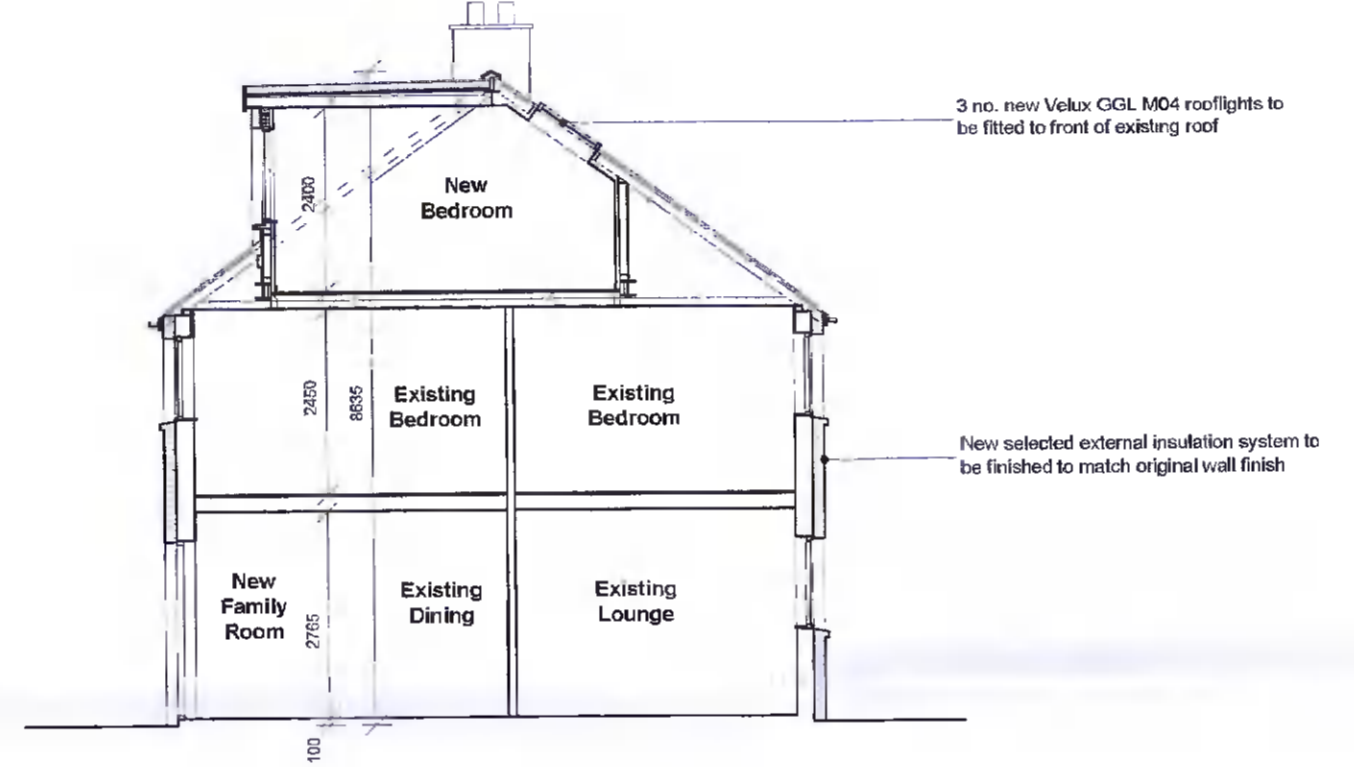 3 no. new Velux GGL M04 rooflights to
be fitted to front of existing roof
New
Bedroom
2400
Existing
Bedroom
Existing
Bedroom
2450
8635
New selected external insulation system to
be finished to match original wall finish
New
Family
Room
Existing
Dining
Existing
Lounge
2765
100